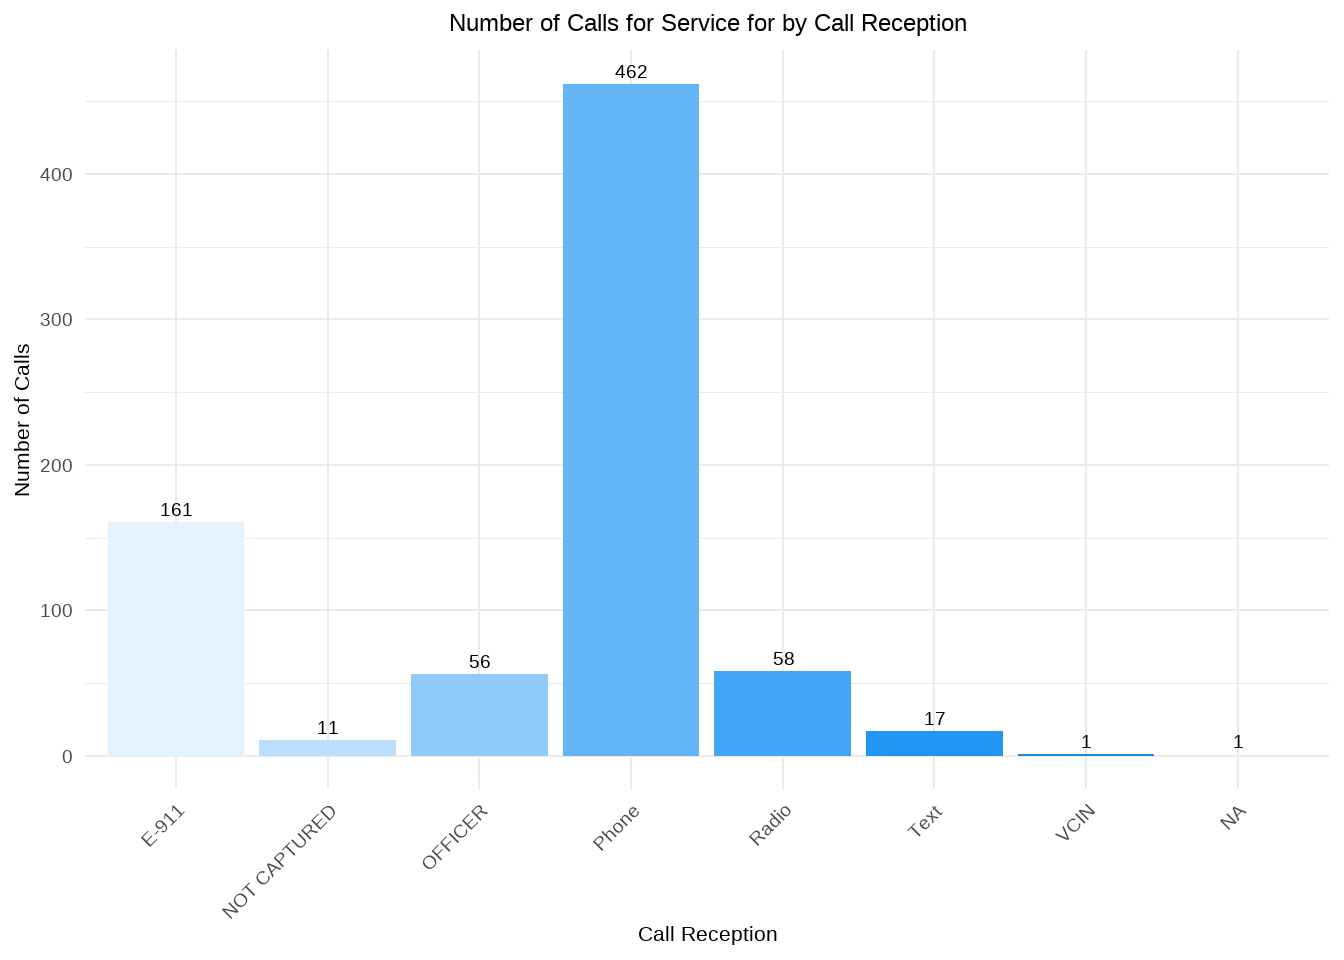 Number of Calls for Service for by Call Reception
Number of Calls
400
300
200
100
0
161
11
56
462
58
17
1
1
E-911
NOT CAPTURED
OFFICER
Phone
Radio
Text
VCIN
NA
Call Reception